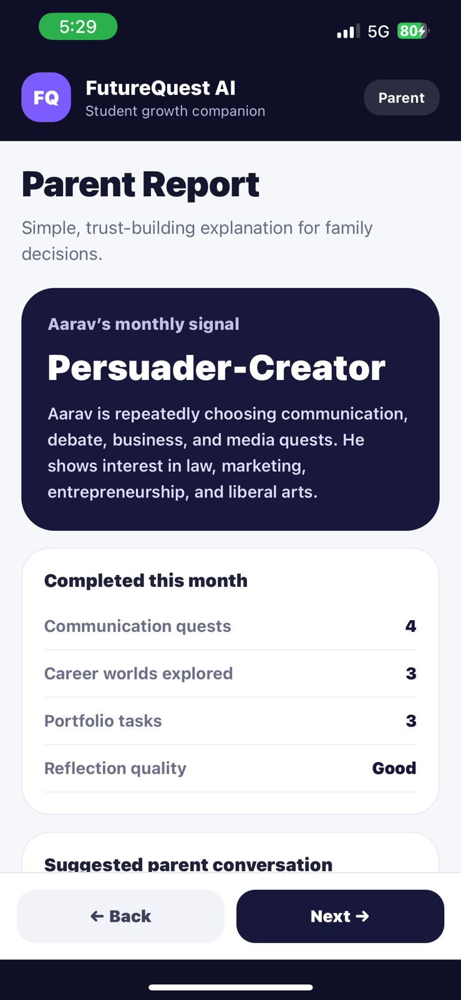 5:29
5G
80
FQ
FutureQuest AI
Student growth companion
Parent
Parent Report
Simple, trust-building explanation for family
decisions.
Aarav’s monthly signal
Persuader-Creator
Aarav is repeatedly choosing communication,
debate, business, and media quests. He
shows interest in law, marketing,
entrepreneurship, and liberal arts.
Completed this month
Communication quests 4
Career worlds explored 3
Portfolio tasks 3
Reflection quality Good
Suggested parent conversation
← Back
Next →